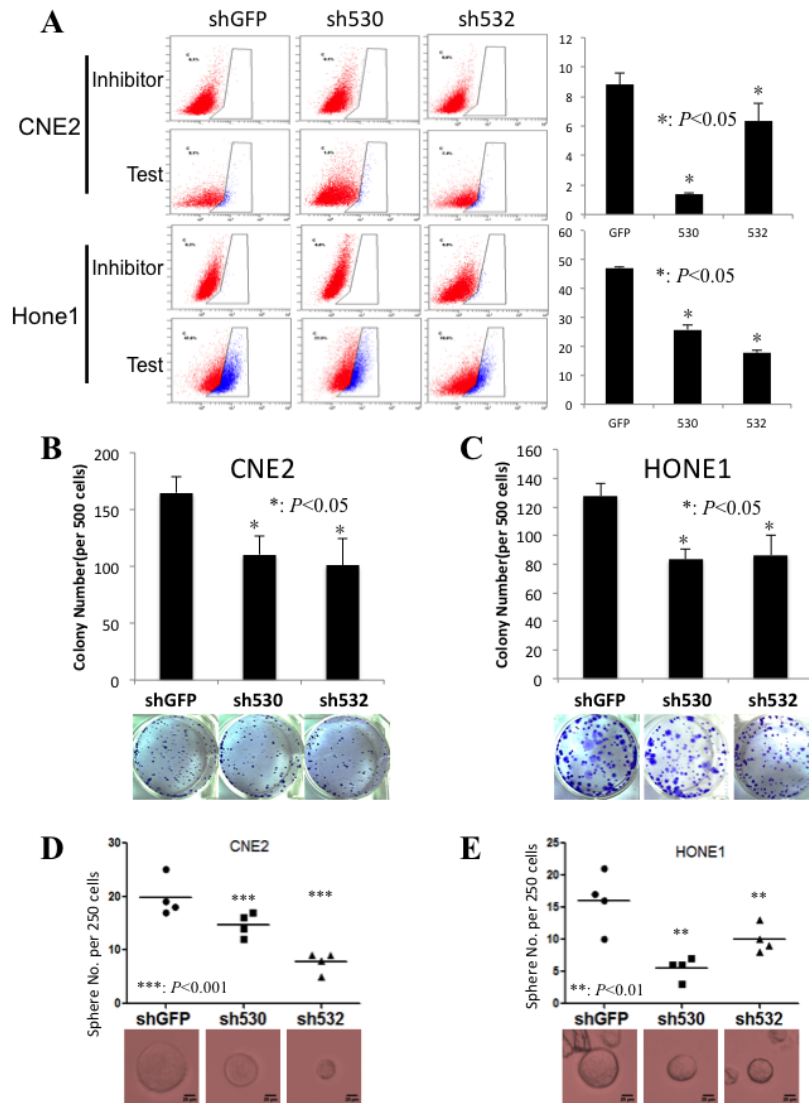 A
shGFP sh530 sh532
CNE2
Inhibitor
Test
Hone1
Inhibitor
Test
12
10
8
6
4
2
0
*: P<0.05
*
*
GFP 530 532
60
50
40
30
20
10
0
*: P<0.05
*
*
GFP 530 532
B
CNE2
Colony Number(per 500 cells)
200
150
100
50
0
*: P<0.05
*
*
shGFP sh530 sh532
C
HONE1
Colony Number(per 500 cells)
160
140
120
100
80
60
40
20
0
*: P<0.05
*
*
shGFP sh530 sh532
D
CNE2
Sphere No. per 250 cells
30
20
10
0
***
***
***: P<0.001
shGFP sh530 sh532
E
HONE1
Sphere No. per 250 cells
25
20
15
10
5
0
**
**
**: P<0.01
shGFP sh530 sh532